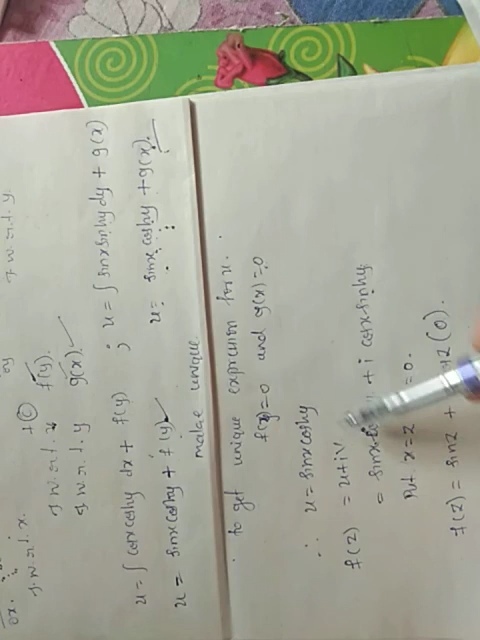 ∫ w.r.t. x. + C ∫ w.r.t. y.
∫ w.r.t. x f(y).
∫ w.r.t. y g(x)
u = ∫ cosx coshy dx + f(y) ; u = ∫ sinx sinhy dy + g(x)
u = sinx coshy + f(y) u = sinx coshy + g(x).
make unique
to get unique expression for u.
f(y)=0 and g(x)=0
∴ u = sinx coshy
f(z) = u+iv
= sinx + i cosx sinhy
Put x=z = 0.
f(z) = sinz + (0).